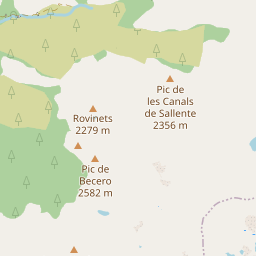 Pic de
les Canals
de Sallente
2356 m
Rovinets
2279 m
Pic de
Becero
2582 m